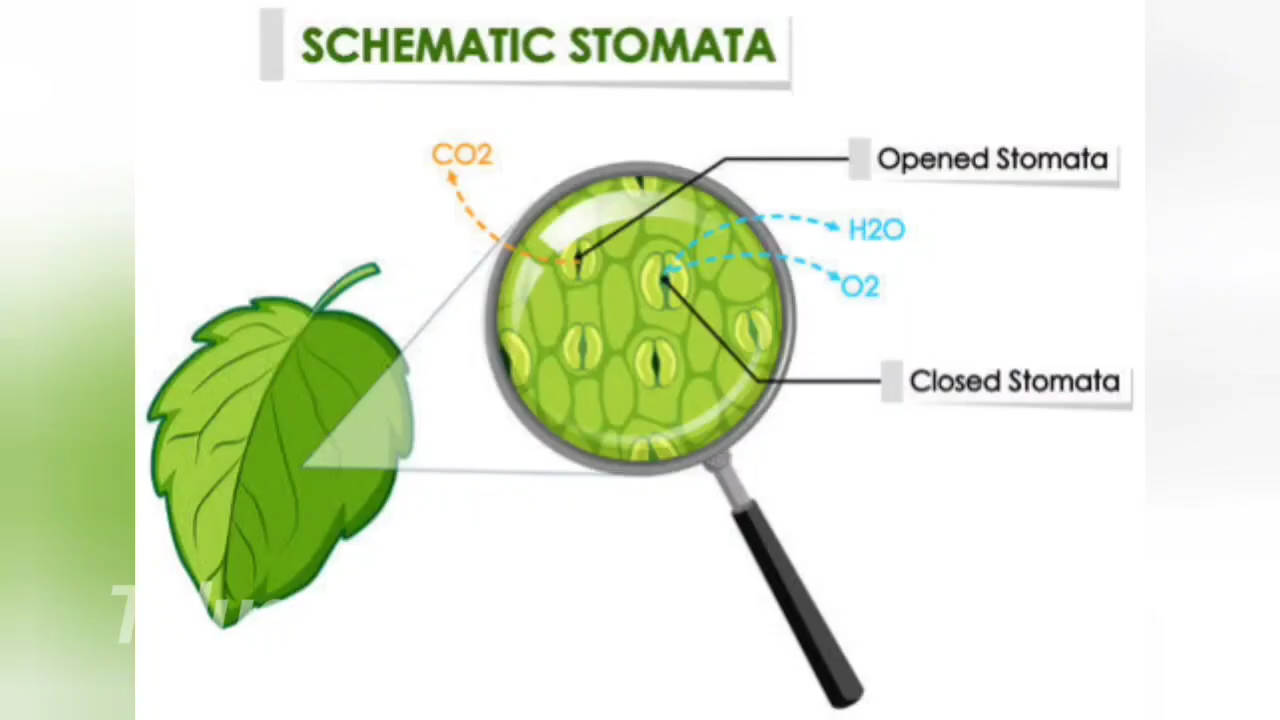 SCHEMATIC STOMATA
CO2
Opened Stomata
H2O
O2
Closed Stomata